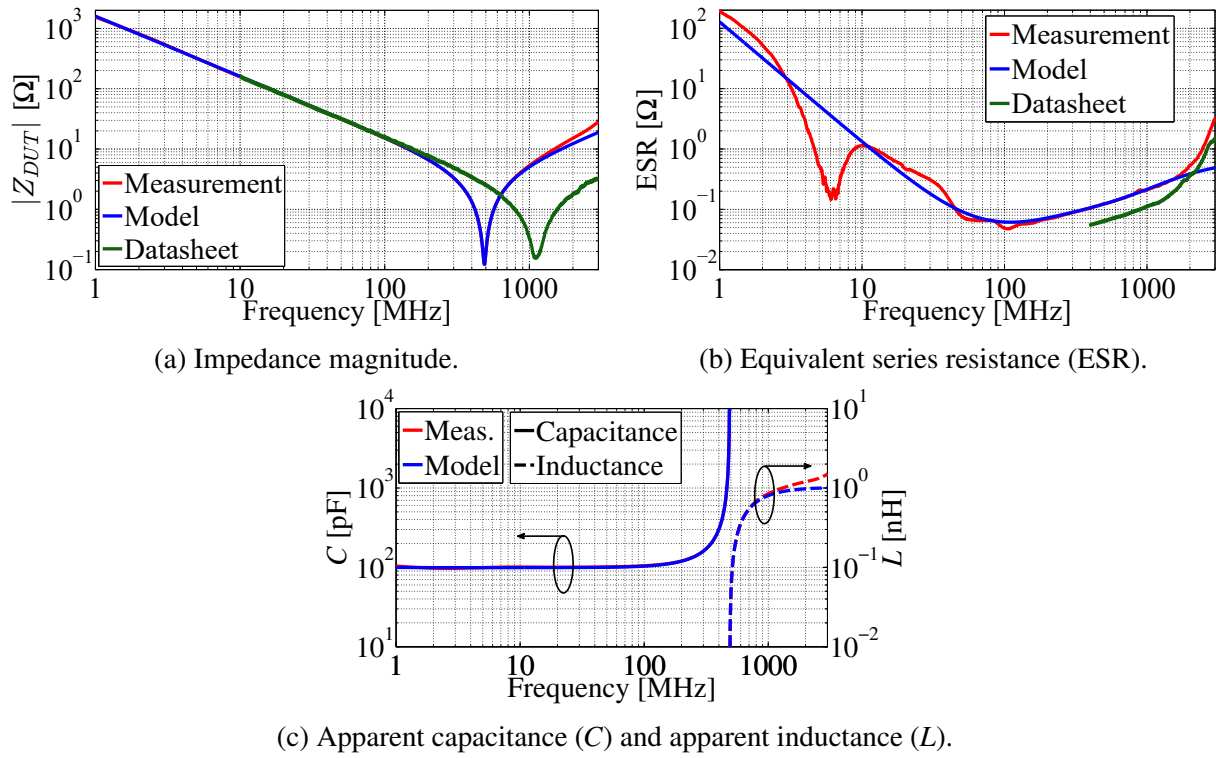 10^3
10^2
10^1
10^0
10^-1
|Z_DUT| [Ω]
Measurement
Model
Datasheet
1 10 100 1000
Frequency [MHz]
(a) Impedance magnitude.
10^2
10^1
10^0
10^-1
10^-2
ESR [Ω]
Measurement
Model
Datasheet
1 10 100 1000
Frequency [MHz]
(b) Equivalent series resistance (ESR).
10^4
10^3
10^2
10^1
C [pF]
Meas.
Model
Capacitance
Inductance
10^1
10^0
10^-1
10^-2
L [nH]
1 10 100 1000
Frequency [MHz]
(c) Apparent capacitance (C) and apparent inductance (L).